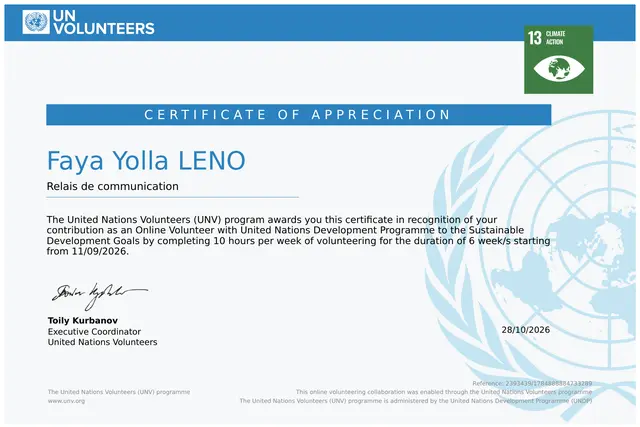 UN
VOLUNTEERS
13 CLIMATE
ACTION
CERTIFICATE OF APPRECIATION
Faya Yolla LENO
Relais de communication
The United Nations Volunteers (UNV) program awards you this certificate in recognition of your
contribution as an Online Volunteer with United Nations Development Programme to the Sustainable
Development Goals by completing 10 hours per week of volunteering for the duration of 6 week/s starting
from 11/09/2026.
Toily Kurbanov
Executive Coordinator
United Nations Volunteers
28/10/2026
Reference:
The United Nations Volunteers (UNV) programme
www.unv.org
This online volunteering collaboration was enabled through the United Nations Volunteers programme
The United Nations Volunteers (UNV) programme is administered by the United Nations Development Programme (UNDP)